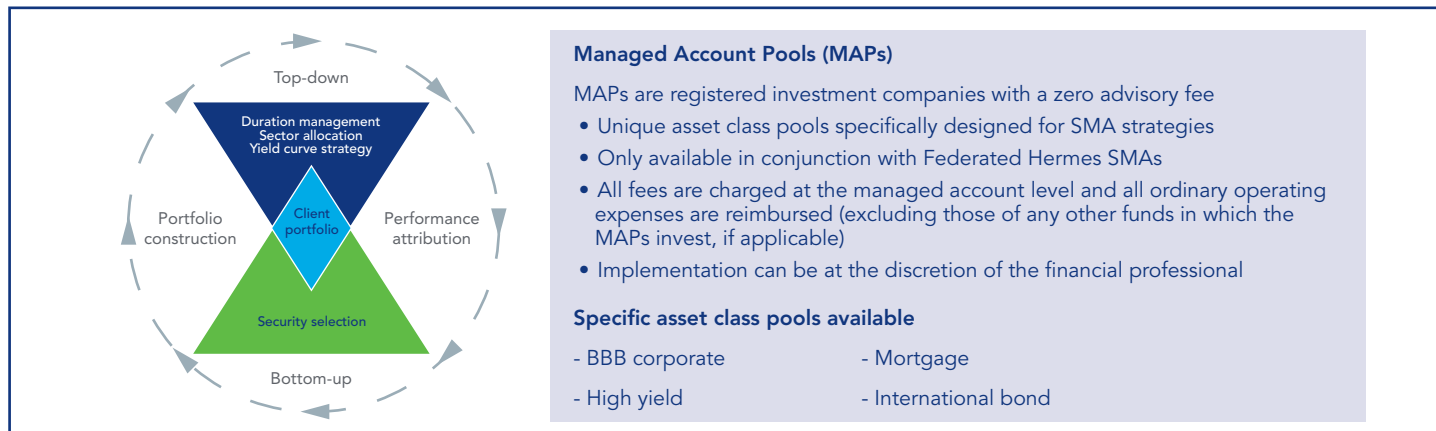 Top-down
Duration management
Sector allocation
Yield curve strategy
Client
portfolio
Portfolio
construction
Performance
attribution
Security selection
Bottom-up
Managed Account Pools (MAPs)
MAPs are registered investment companies with a zero advisory fee
• Unique asset class pools specifically designed for SMA strategies
• Only available in conjunction with Federated Hermes SMAs
• All fees are charged at the managed account level and all ordinary operating
expenses are reimbursed (excluding those of any other funds in which the
MAPs invest, if applicable)
• Implementation can be at the discretion of the financial professional
Specific asset class pools available
- BBB corporate - Mortgage
- High yield - International bond